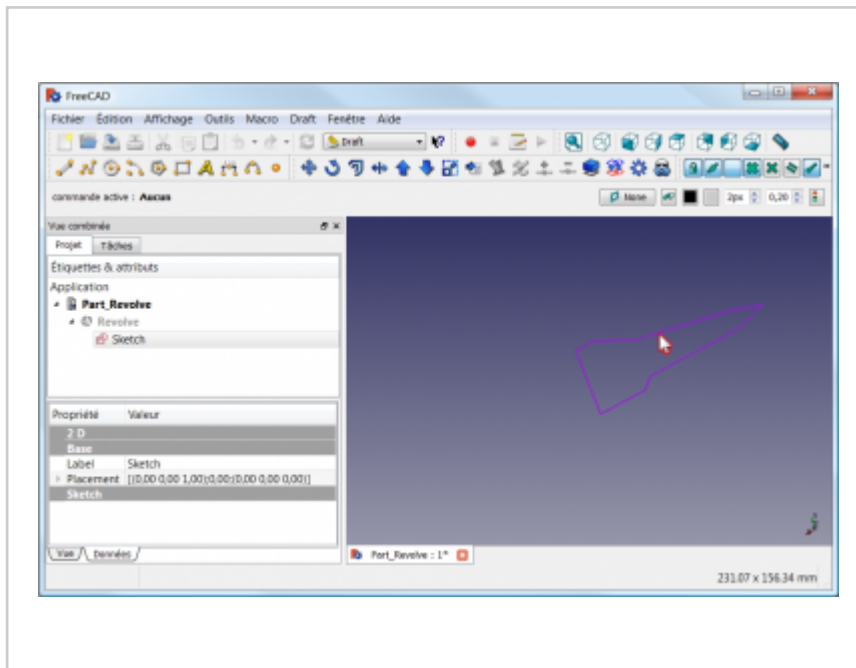 FreeCAD
Fichier Édition Affichage Outils Macro Draft Fenêtre Aide
Draft
commande active : Aucun
None 2px 0,20
Vue combinée
Projet Tâches
Étiquettes & attributs
Application
Part_Revolve
Revolve
Sketch
Propriété Valeur
2 D
Base
Label Sketch
Placement [(0,00 0,00 1,00);0,00;(0,00 0,00 0,00)]
Sketch
Vue Données
Part_Revolve : 1*
231.07 x 156.34 mm